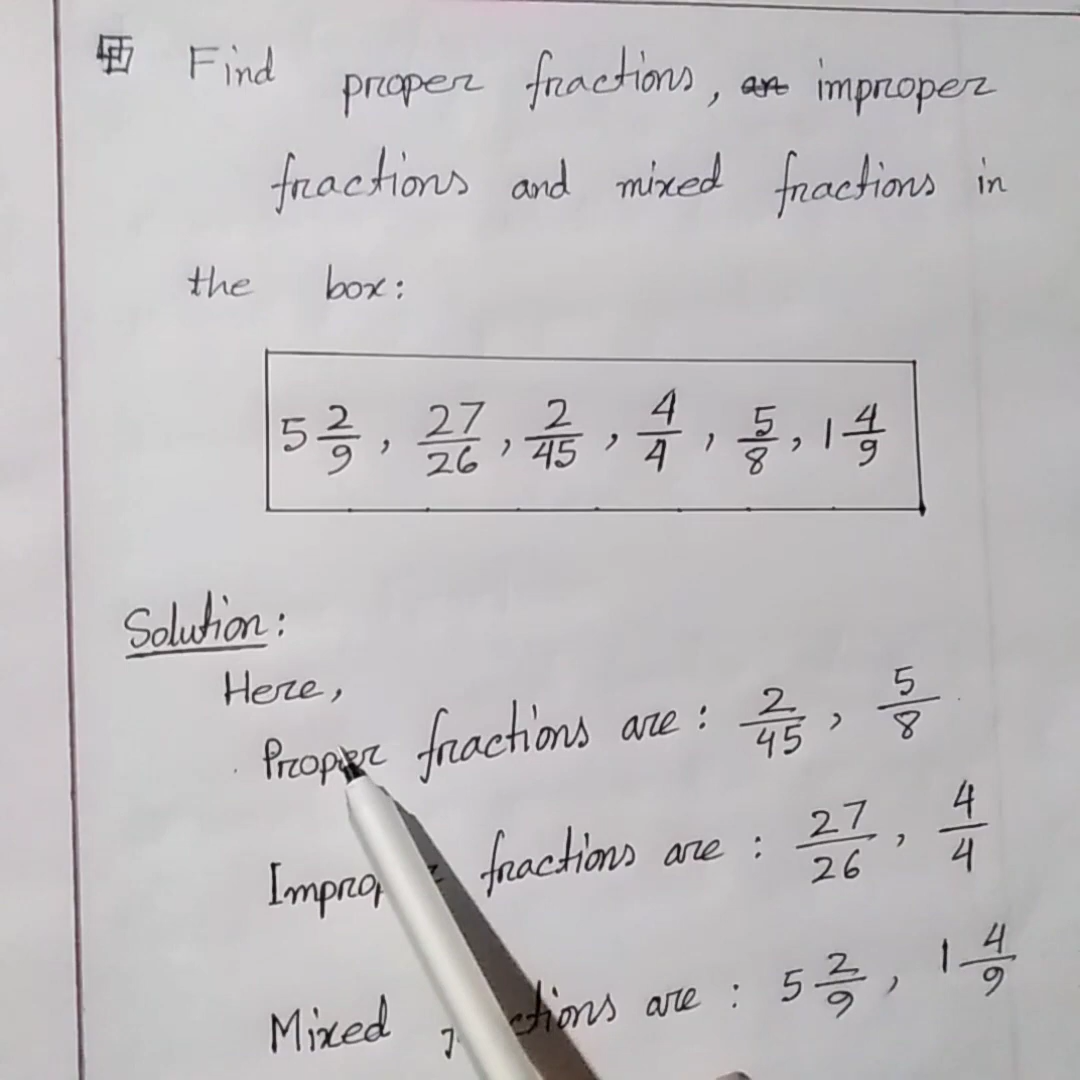 Find proper fractions, an improper
fractions and mixed fractions in
the box:
5 2/9, 27/26, 2/45, 4/4, 5/8, 1 4/9
Solution:
Here,
Proper fractions are: 2/45, 5/8
fractions are: 27/26, 4/4
Mixed are: 5 2/9, 1 4/9